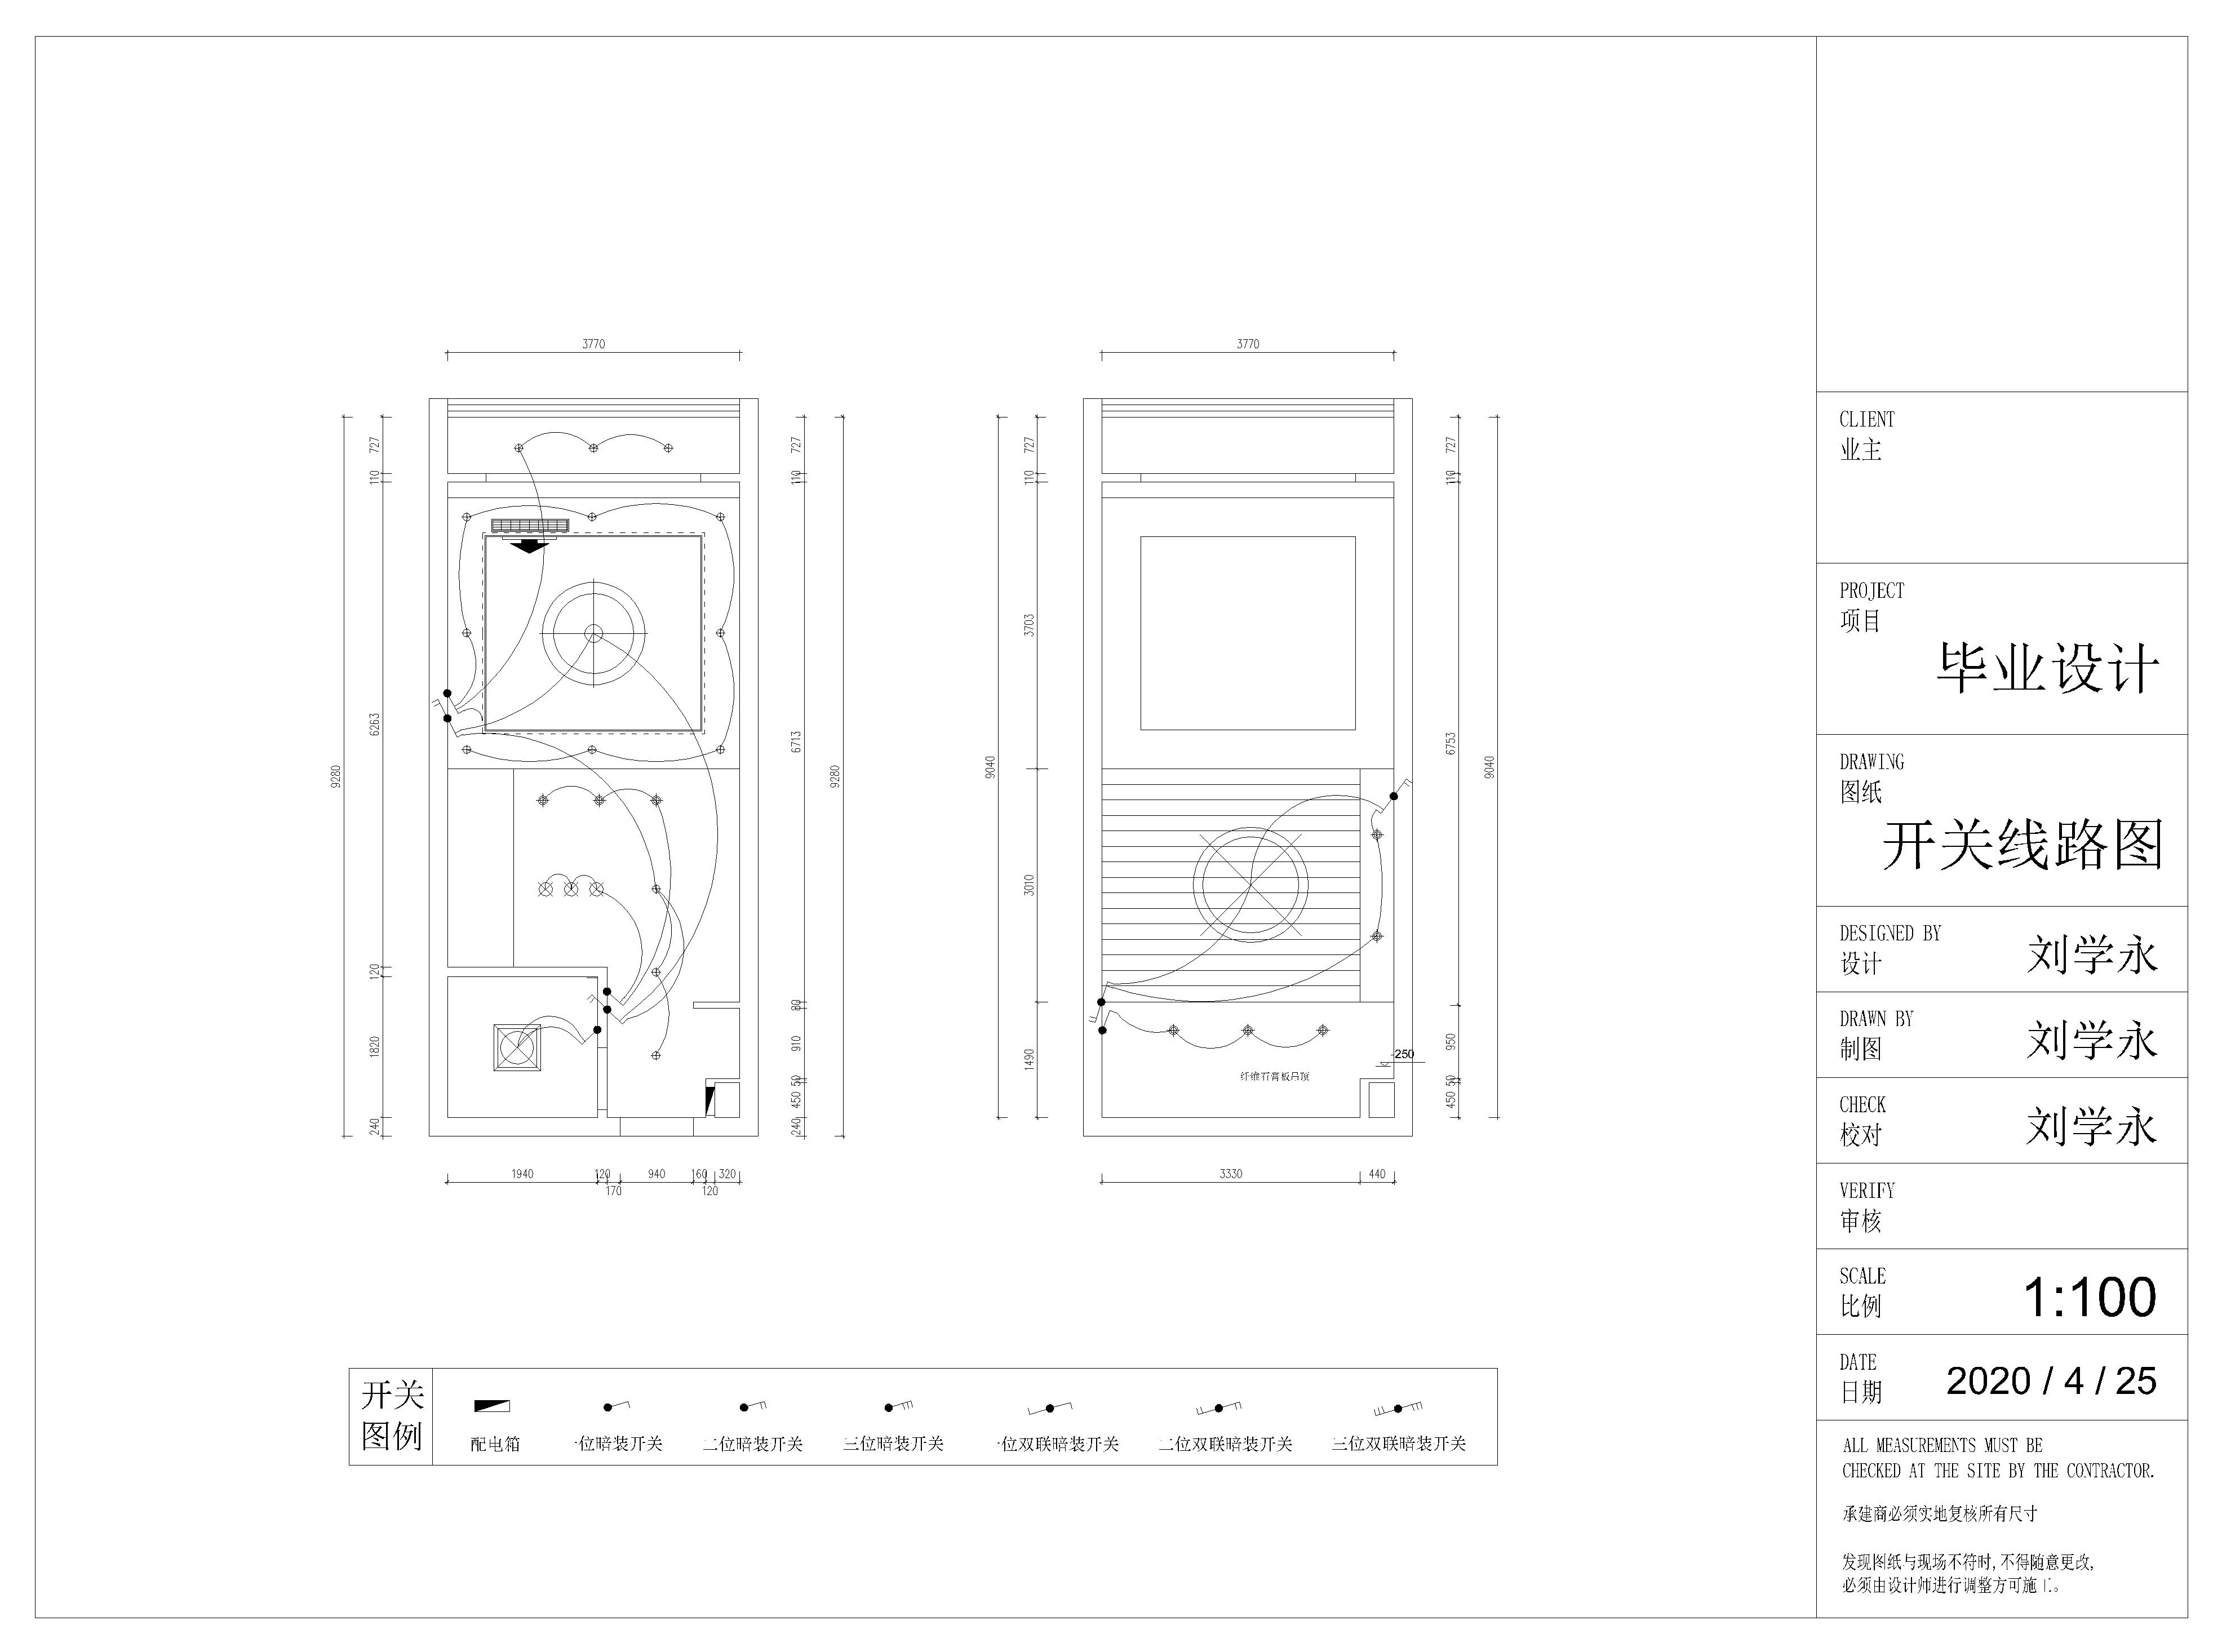 3770
727
110
6263
9280
120
1820
240
727
110
6713
9280
80
910
50
450
240
1940
120
170
940
160
120
320
3770
727
110
3703
9040
3010
1490
727
110
6753
9040
950
50
450
-250
纤维石膏板吊顶
3330
440
开关
图例
配电箱
一位暗装开关
二位暗装开关
三位暗装开关
一位双联暗装开关
二位双联暗装开关
三位双联暗装开关
CLIENT
业主
PROJECT
项目
毕业设计
DRAWING
图纸
开关线路图
DESIGNED BY
设计
刘学永
DRAWN BY
制图
刘学永
CHECK
校对
刘学永
VERIFY
审核
SCALE
比例
1:100
DATE
日期
2020 / 4 / 25
ALL MEASUREMENTS MUST BE
CHECKED AT THE SITE BY THE CONTRACTOR.
承建商必须实地复核所有尺寸
发现图纸与现场不符时,不得随意更改,
必须由设计师进行调整方可施工。